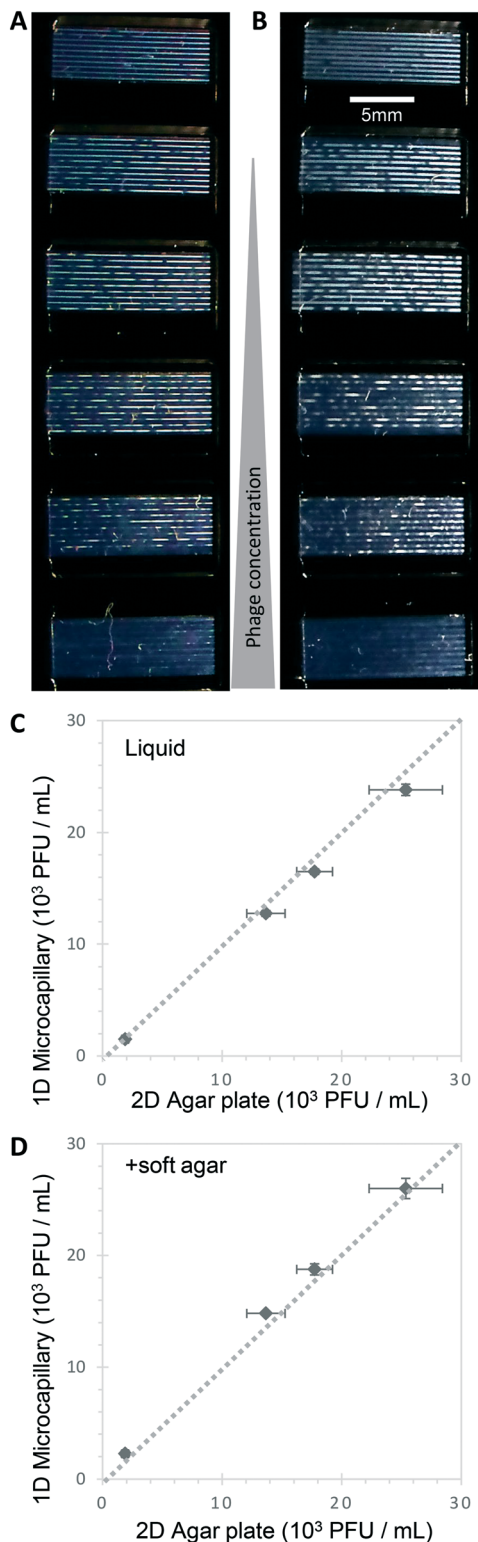 A
B
5mm
Phage concentration
C
Liquid
1D Microcapillary (10³ PFU / mL)
30
20
10
0
0
10
20
30
2D Agar plate (10³ PFU / mL)
D
+soft agar
1D Microcapillary (10³ PFU / mL)
30
20
10
0
0
10
20
30
2D Agar plate (10³ PFU / mL)